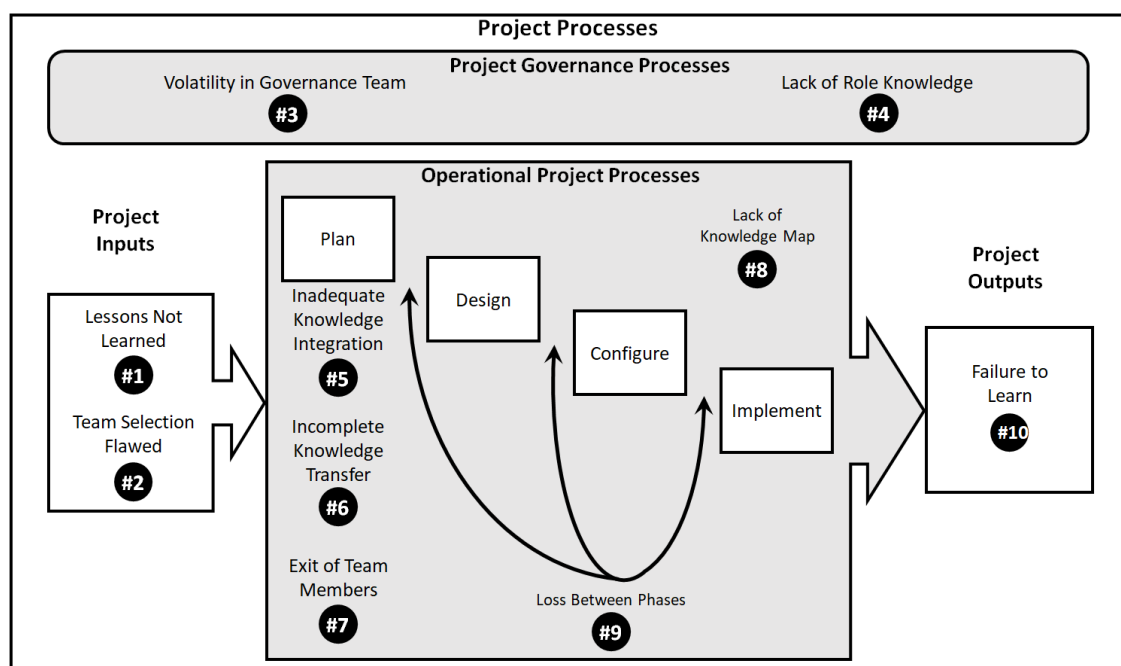 Project Processes
Project Governance Processes
Volatility in Governance Team
#3
Lack of Role Knowledge
#4
Operational Project Processes
Project
Inputs
Lessons Not
Learned
#1
Team Selection
Flawed
#2
Plan
Design
Configure
Implement
Inadequate
Knowledge
Integration
#5
Incomplete
Knowledge
Transfer
#6
Exit of Team
Members
#7
Lack of
Knowledge Map
#8
Loss Between Phases
#9
Project
Outputs
Failure to
Learn
#10